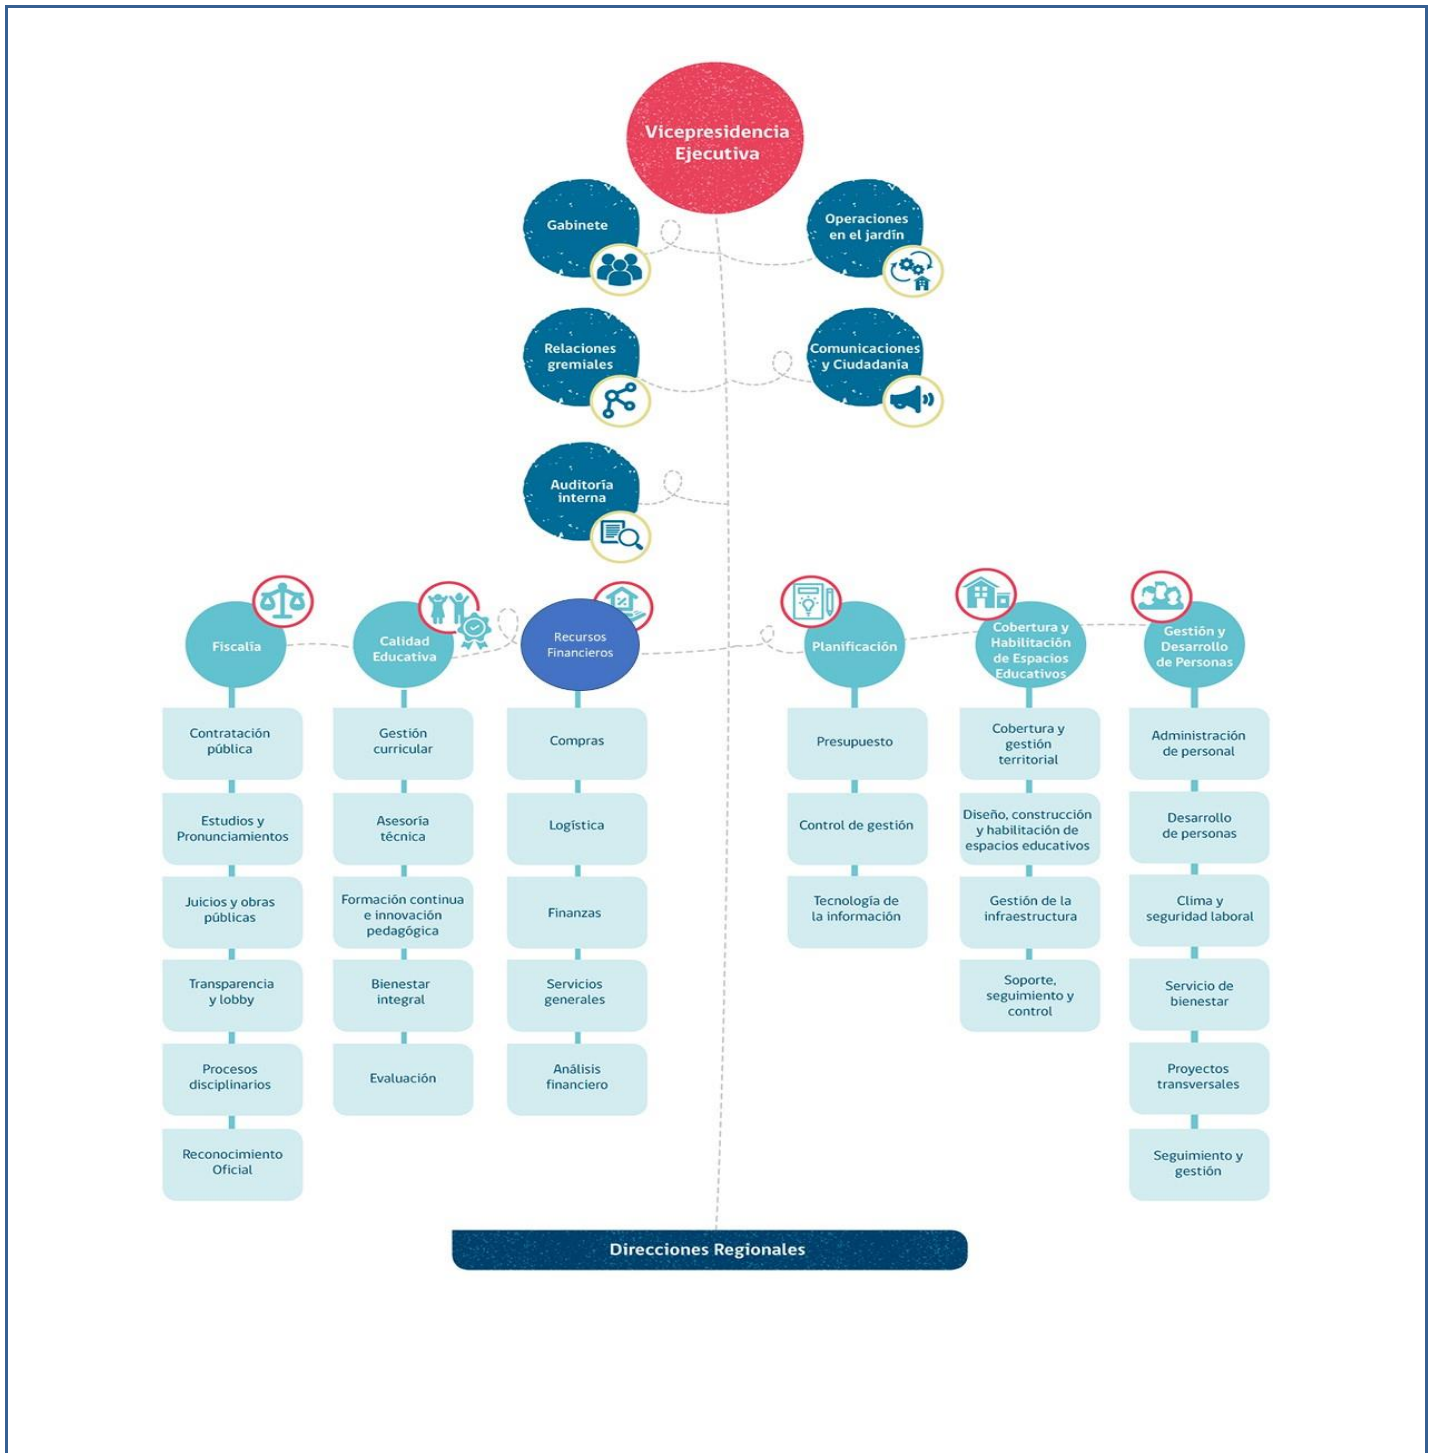 Vicepresidencia
Ejecutiva
Gabinete
Operaciones
en el jardín
Relaciones
gremiales
Comunicaciones
y Ciudadanía
Auditoría
interna
Fiscalía
Calidad
Educativa
Recursos
Financieros
Planificación
Cobertura y
Habilitación
de Espacios
Educativos
Gestión y
Desarrollo
de Personas
Contratación
pública
Estudios y
Pronunciamientos
Juicios y obras
públicas
Transparencia
y lobby
Procesos
disciplinarios
Reconocimiento
Oficial
Gestión
curricular
Asesoría
técnica
Formación continua
e innovación
pedagógica
Bienestar
integral
Evaluación
Compras
Logística
Finanzas
Servicios
generales
Análisis
financiero
Presupuesto
Control de gestión
Tecnología de
la información
Cobertura y
gestión
territorial
Diseño, construcción
y habilitación de
espacios educativos
Gestión de la
infraestructura
Soporte,
seguimiento y
control
Administración
de personal
Desarrollo
de personas
Clima y
seguridad laboral
Servicio de
bienestar
Proyectos
transversales
Seguimiento y
gestión
Direcciones Regionales